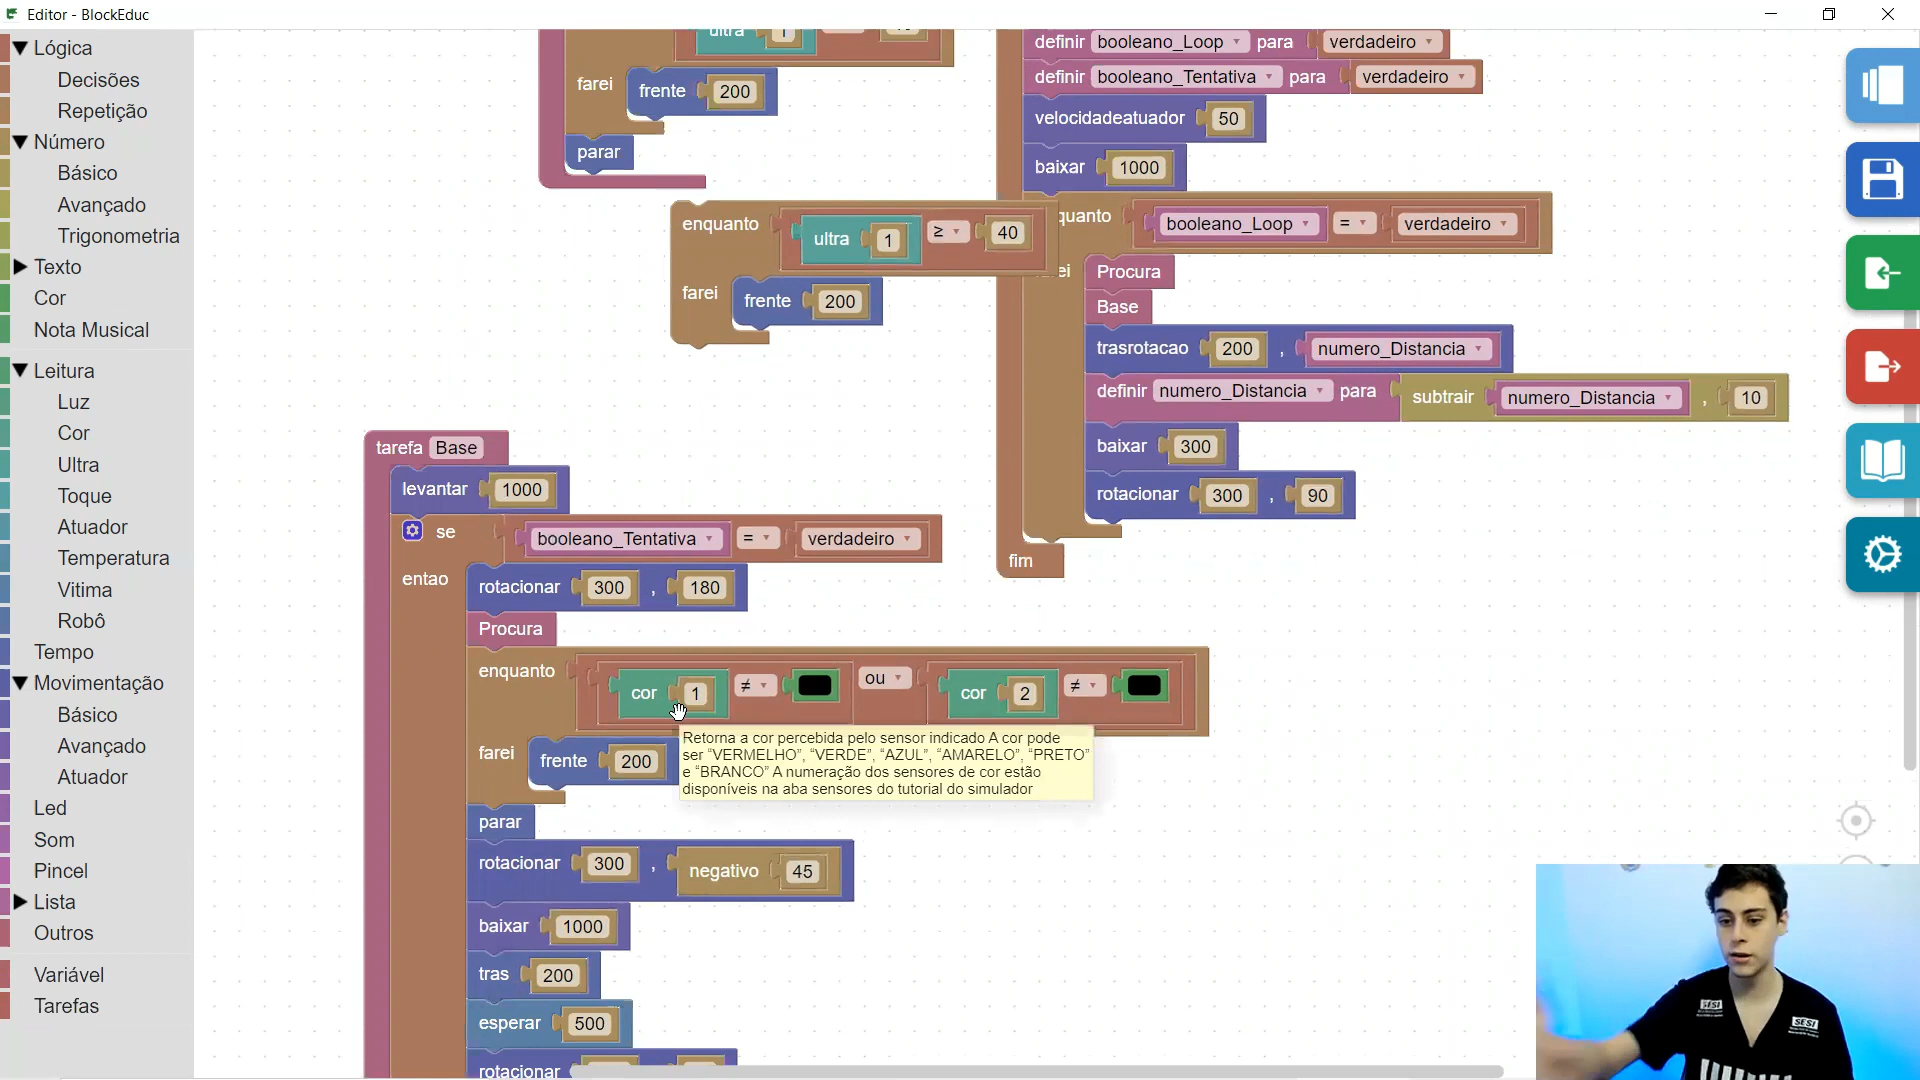 Editor - BlockEduc
Lógica
Decisões
Repetição
Número
Básico
Avançado
Trigonometria
Texto
Cor
Nota Musical
Leitura
Luz
Cor
Ultra
Toque
Atuador
Temperatura
Vitima
Robô
Tempo
Movimentação
Básico
Avançado
Atuador
Led
Som
Pincel
Lista
Outros
Variável
Tarefas
ultra 1
farei frente 200
parar
enquanto ultra 1 ≥ 40
farei frente 200
definir booleano_Loop para verdadeiro
definir booleano_Tentativa para verdadeiro
velocidadeatuador 50
baixar 1000
quanto booleano_Loop = verdadeiro
ei Procura
Base
trasrotacao 200 , numero_Distancia
definir numero_Distancia para subtrair numero_Distancia , 10
baixar 300
rotacionar 300 , 90
fim
tarefa Base
levantar 1000
se booleano_Tentativa = verdadeiro
entao rotacionar 300 , 180
Procura
enquanto cor 1 ≠ ou cor 2 ≠
farei frente 200
Retorna a cor percebida pelo sensor indicado A cor pode
ser “VERMELHO”, “VERDE”, “AZUL”, “AMARELO”, “PRETO”
e “BRANCO” A numeração dos sensores de cor estão
disponíveis na aba sensores do tutorial do simulador
parar
rotacionar 300 , negativo 45
baixar 1000
tras 200
esperar 500
rotacionar
SESI
SESI